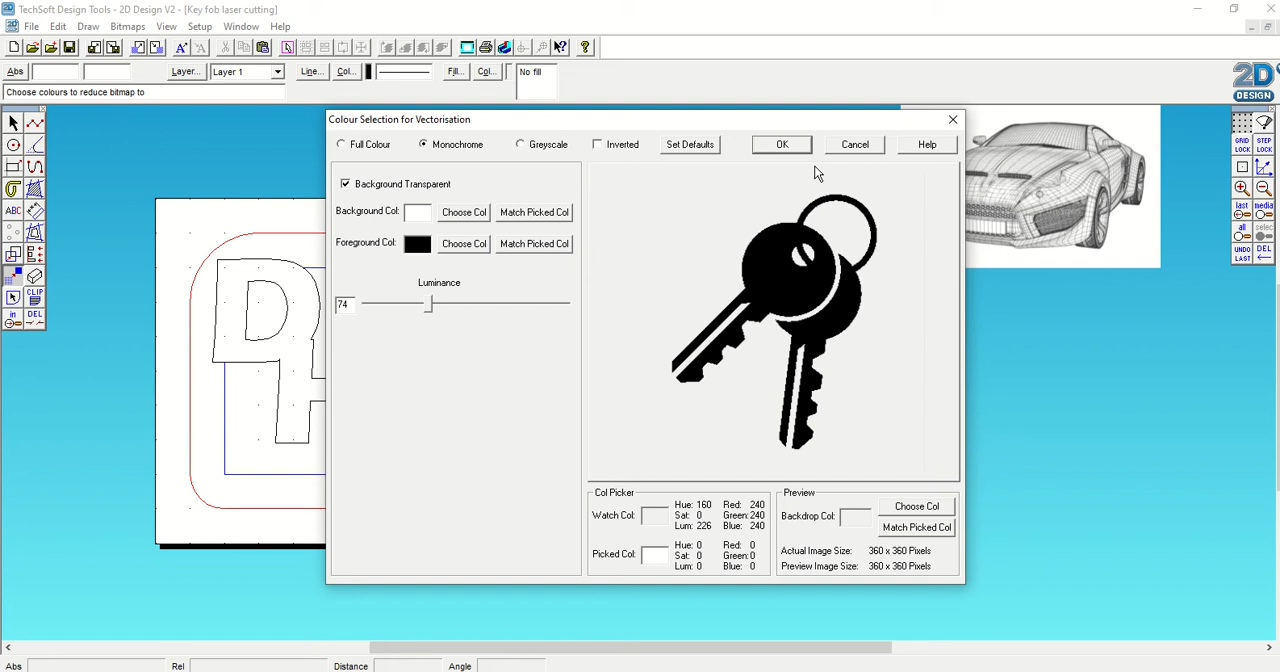 TechSoft Design Tools - 2D Design V2 - [Key fob laser cutting]
File Edit Draw Bitmaps View Setup Window Help
Abs Layer... Layer 1 Line... Col... Fill... Col... No fill
Choose colours to reduce bitmap to
2D
DESIGN
Colour Selection for Vectorisation
Full Colour Monochrome Greyscale Inverted Set Defaults OK Cancel Help
Background Transparent
Background Col: Choose Col Match Picked Col
Foreground Col: Choose Col Match Picked Col
Luminance
74
Col Picker
Watch Col: Hue: 160 Red: 240
Sat: 0 Green: 240
Lum: 226 Blue: 240
Picked Col: Hue: 0 Red: 0
Sat: 0 Green: 0
Lum: 0 Blue: 0
Preview
Backdrop Col: Choose Col
Match Picked Col
Actual Image Size: 360 x 360 Pixels
Preview Image Size: 360 x 360 Pixels
ABC
CLIP
in DEL
GRID LOCK STEP LOCK
last media
all selec
UNDO LAST DEL
Abs Rel Distance Angle